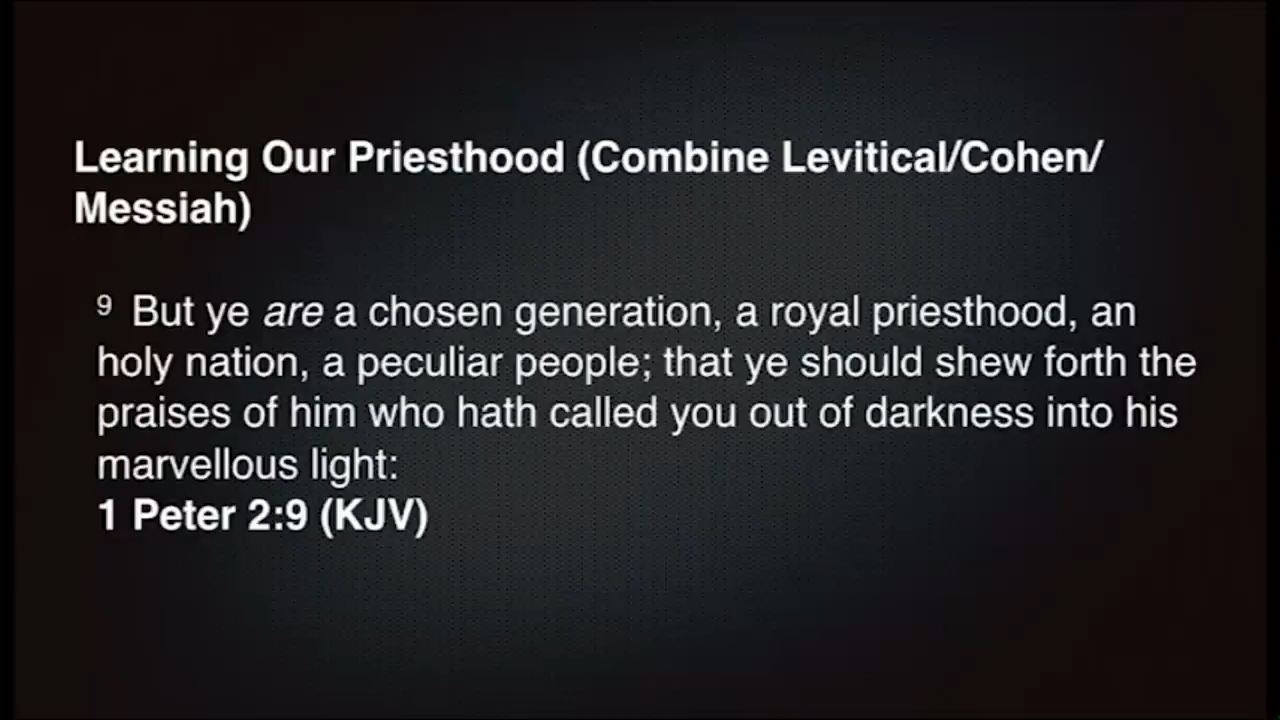 Learning Our Priesthood (Combine Levitical/Cohen/
Messiah)
9 But ye are a chosen generation, a royal priesthood, an
holy nation, a peculiar people; that ye should shew forth the
praises of him who hath called you out of darkness into his
marvellous light:
1 Peter 2:9 (KJV)